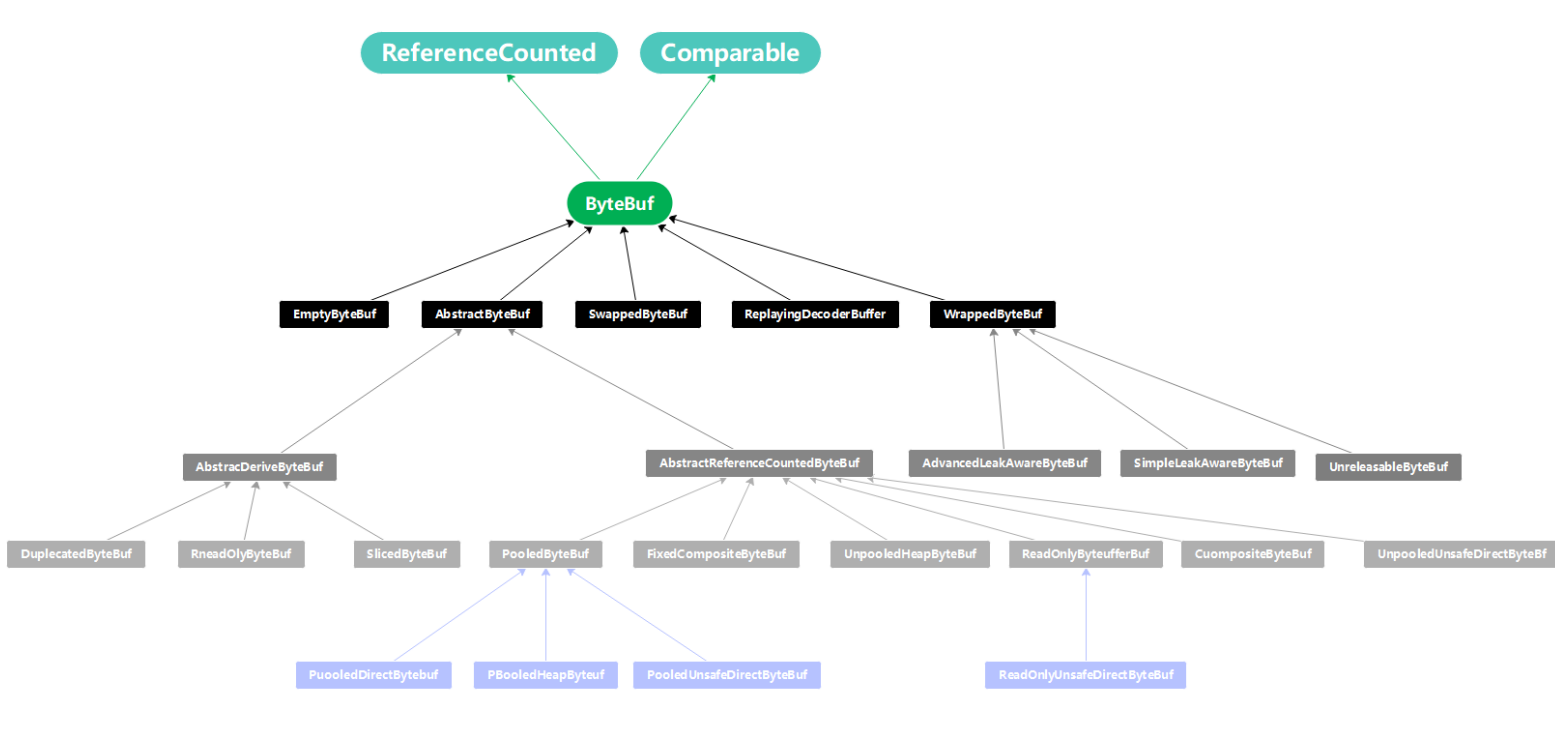 ReferenceCounted
Comparable
ByteBuf
EmptyByteBuf
AbstractByteBuf
SwappedByteBuf
ReplayingDecoderBuffer
WrappedByteBuf
AbstracDeriveByteBuf
AbstractReferenceCountedByteBuf
AdvancedLeakAwareByteBuf
SimpleLeakAwareByteBuf
UnreleasableByteBuf
DuplecatedByteBuf
RneadOlyByteBuf
SlicedByteBuf
PooledByteBuf
FixedCompositeByteBuf
UnpooledHeapByteBuf
ReadOnlyByteufferBuf
CuompositeByteBuf
UnpooledUnsafeDirectByteBf
PuooledDirectBytebuf
PBooledHeapByteuf
PooledUnsafeDirectByteBuf
ReadOnlyUnsafeDirectByteBuf